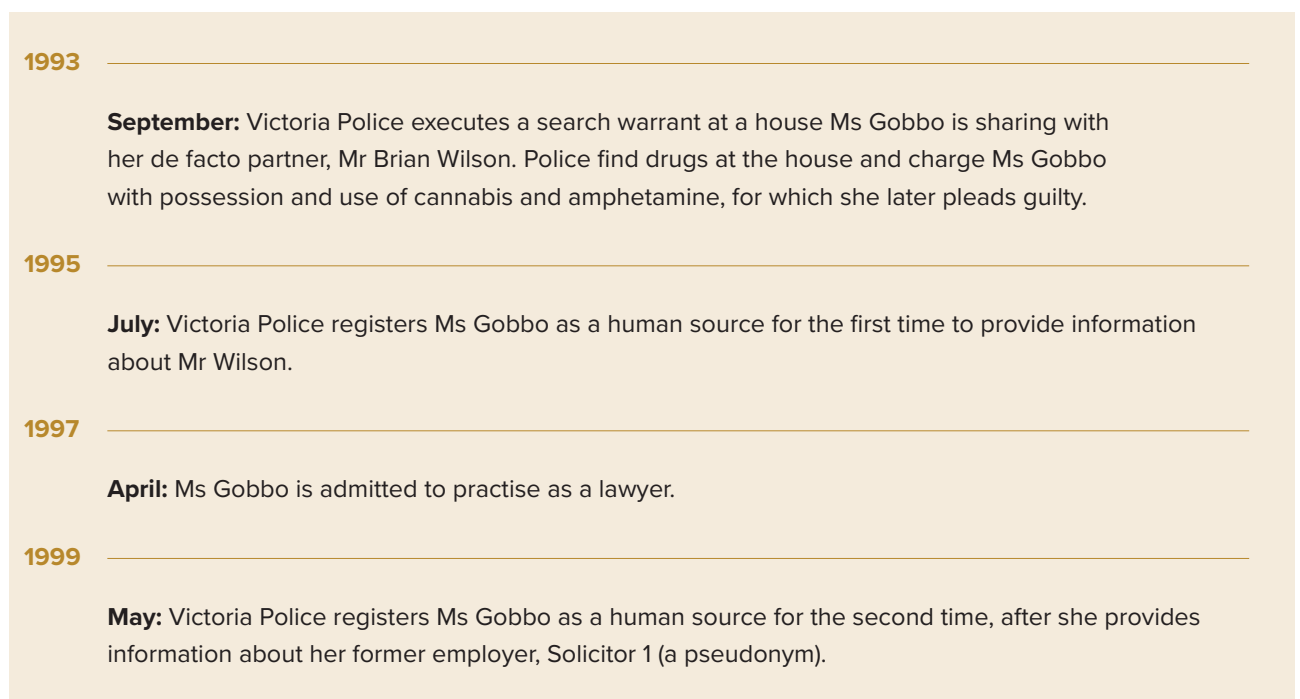 1993
September: Victoria Police executes a search warrant at a house Ms Gobbo is sharing with
her de facto partner, Mr Brian Wilson. Police find drugs at the house and charge Ms Gobbo
with possession and use of cannabis and amphetamine, for which she later pleads guilty.
1995
July: Victoria Police registers Ms Gobbo as a human source for the first time to provide information
about Mr Wilson.
1997
April: Ms Gobbo is admitted to practise as a lawyer.
1999
May: Victoria Police registers Ms Gobbo as a human source for the second time, after she provides
information about her former employer, Solicitor 1 (a pseudonym).